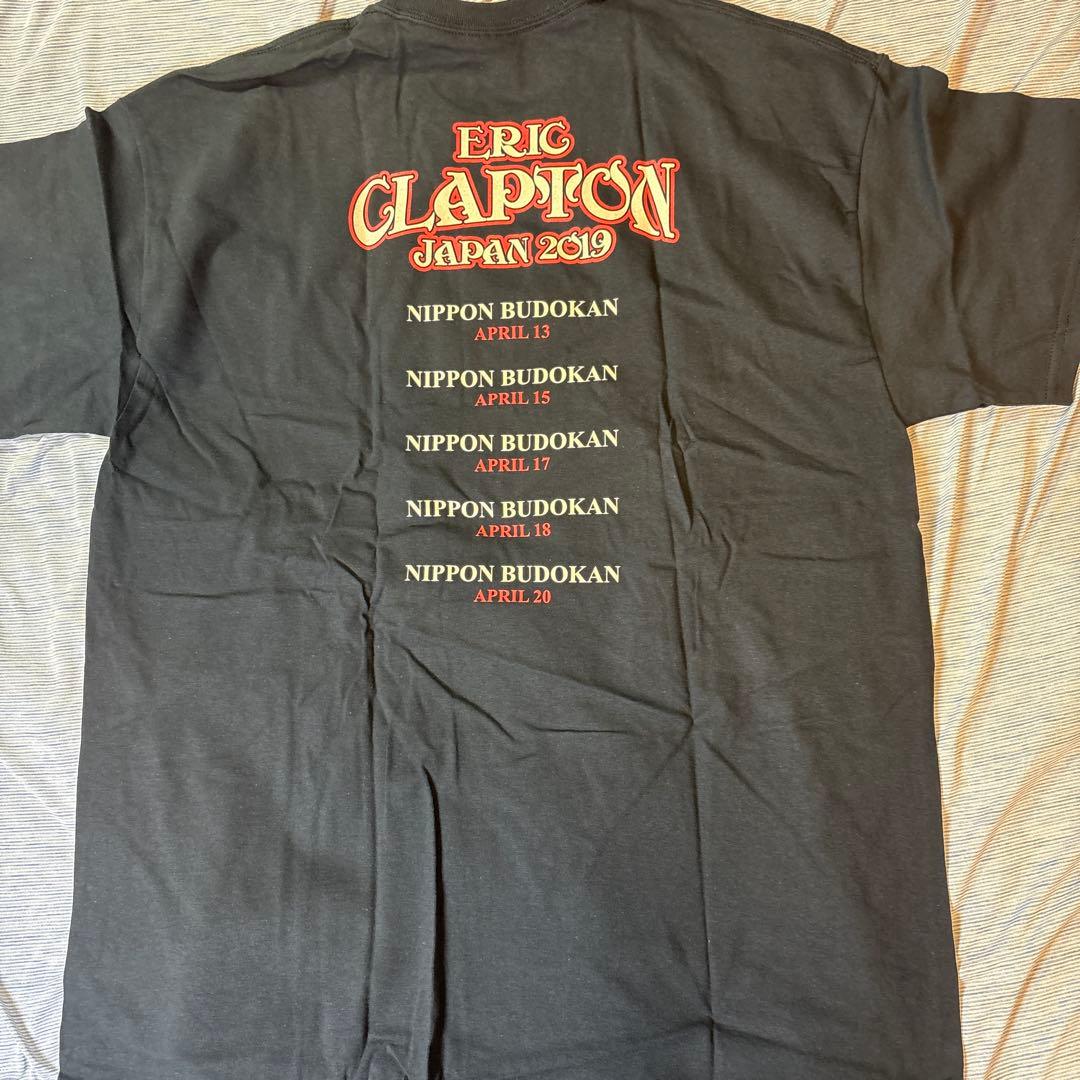 ERIC
CLAPTON
JAPAN 2019
NIPPON BUDOKAN
APRIL 13
NIPPON BUDOKAN
APRIL 15
NIPPON BUDOKAN
APRIL 17
NIPPON BUDOKAN
APRIL 18
NIPPON BUDOKAN
APRIL 20